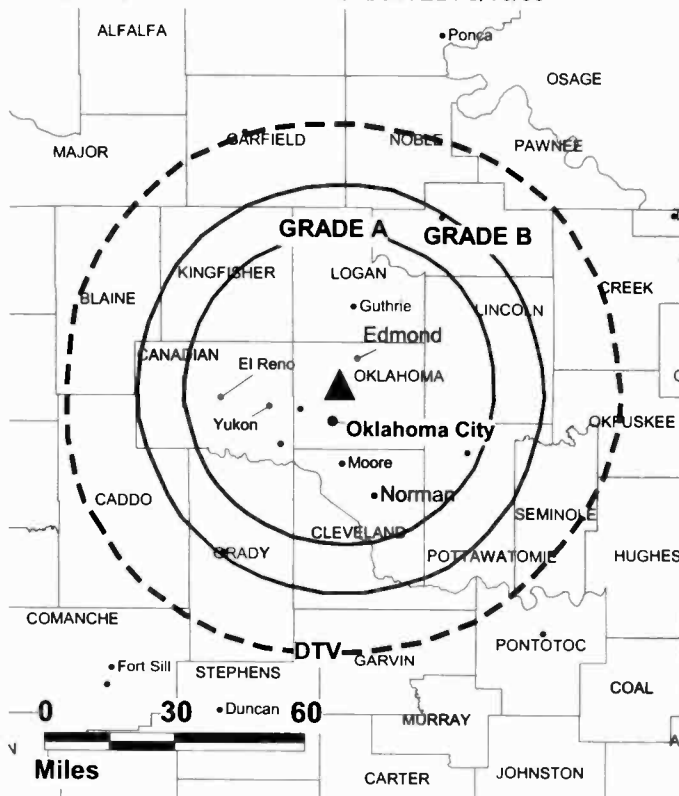 ALFALFA
Ponca
OSAGE
MAJOR
GARFIELD
NOBLE
PAWNEE
GRADE A
GRADE B
KINGFISHER
LOGAN
BLAINE
CREEK
Guthrie
LINCOLN
Edmond
CANADIAN
El Reno
OKLAHOMA
Yukon
Oklahoma City
OKFUSKEE
Moore
CADDO
Norman
SEMINOLE
CLEVELAND
GRADY
POTTAWATOMIE
HUGHES
COMANCHE
DTV
PONTOTOC
GARVIN
Fort Sill
STEPHENS
COAL
0 30 60
Duncan
MURRAY
Miles
CARTER
JOHNSTON